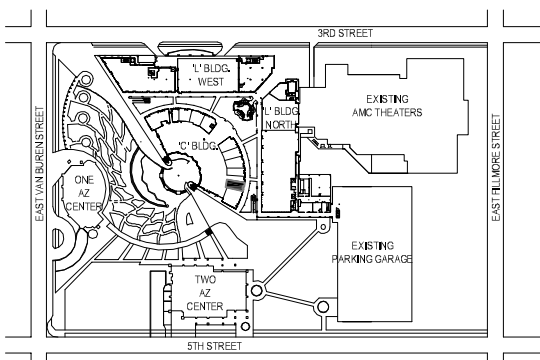 3RD STREET
'L' BLDG.
WEST
'L' BLDG.
NORTH
EXISTING
AMC THEATERS
'C' BLDG.
EAST VAN BUREN STREET
EAST FILLMORE STREET
ONE
AZ
CENTER
EXISTING
PARKING GARAGE
TWO
AZ
CENTER
5TH STREET